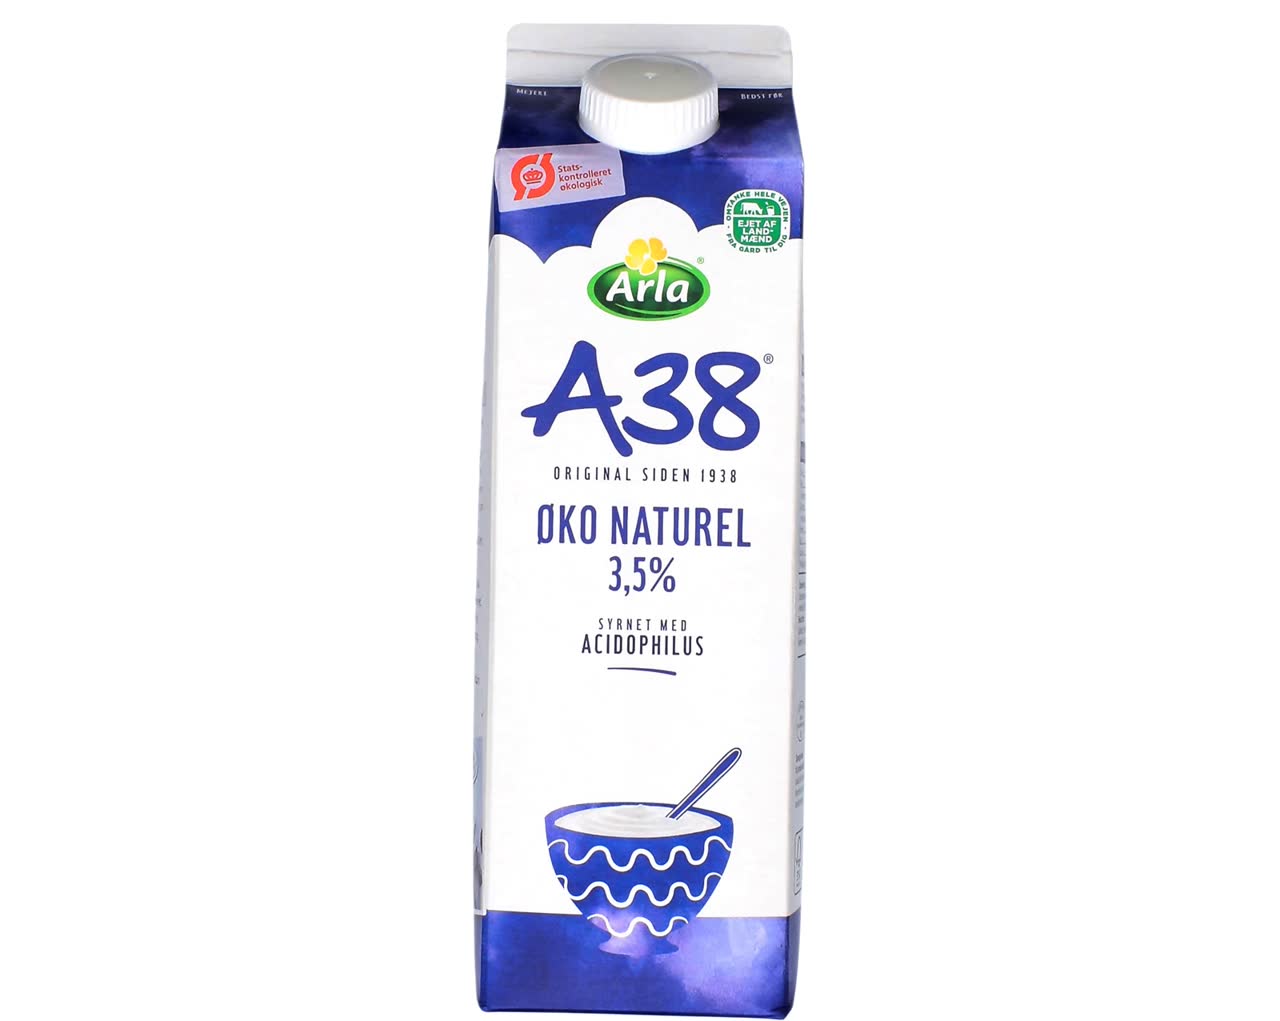 MEJERI
BEDST FØR
Stats-
kontrolleret
økologisk
OMTANKE HELE VEJEN
EJET AF
LAND-
MÆND
FRA GÅRD TIL DIG
Arla®
A38®
ORIGINAL SIDEN 1938
ØKO NATUREL
3,5%
SYRNET MED
ACIDOPHILUS